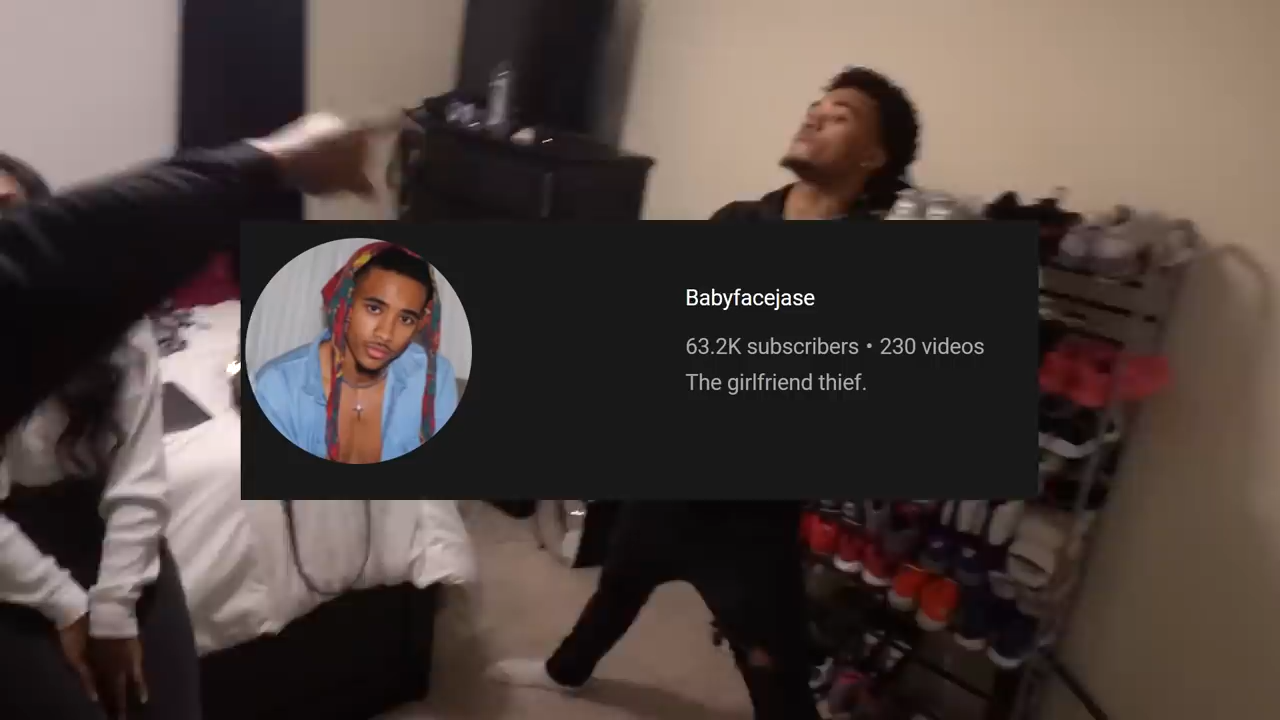 Babyfacejase
63.2K subscribers • 230 videos
The girlfriend thief.